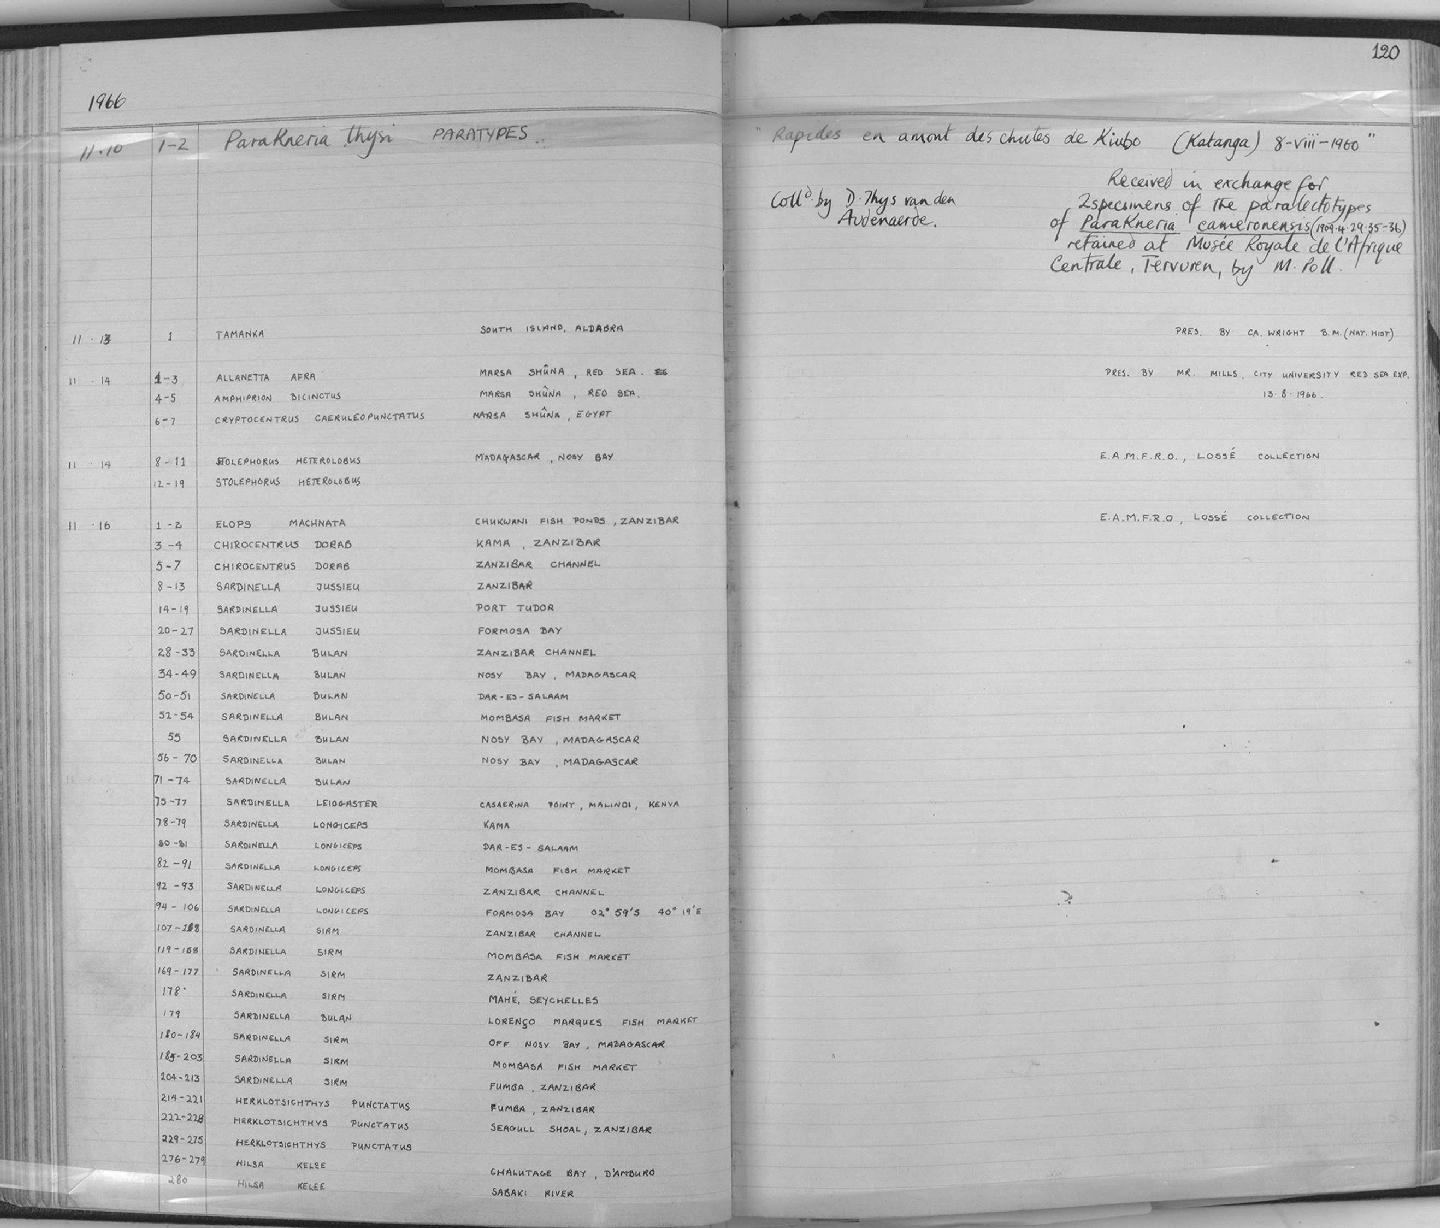 120
1966
11.10 1-2 Parakneria thysi PARATYPES.. "Rapides en amont des chutes de Kiubo (Katanga) 8-viii-1960"
Coll^D by D. Thys van den Audenaerde.
Received in exchange for
2 specimens of the paralectotypes
of Parakneria cameronensis (1909.4.29.35-36)
retained at Musée Royale de l'Afrique
Centrale, Tervuren, by M. Poll.
11.13 1 TAMANKA SOUTH ISLAND, ALDABRA PRES. BY CA. WRIGHT B.M.(NAT. HIST)
11.14 1-3 ALLANETTA AFRA MARSA SHÛNA, RED SEA. PRES. BY MR. MILLS, CITY UNIVERSITY RED SEA EXP.
4-5 AMPHIPRION BICINCTUS MARSA SHÛNA, RED SEA. 13.8.1966.
6-7 CRYPTOCENTRUS CAERULEOPUNCTATUS MARSA SHÛNA, EGYPT
11.14 8-11 STOLEPHORUS HETEROLOBUS MADAGASCAR, NOSY BAY E.A.M.F.R.O., LOSSÉ COLLECTION
12-19 STOLEPHORUS HETEROLOBUS
11.16 1-2 ELOPS MACHNATA CHUKWANI FISH PONDS, ZANZIBAR E.A.M.F.R.O, LOSSÉ COLLECTION
3-4 CHIROCENTRUS DORAB KAMA, ZANZIBAR
5-7 CHIROCENTRUS DORAB ZANZIBAR CHANNEL
8-13 SARDINELLA JUSSIEU ZANZIBAR
14-19 SARDINELLA JUSSIEU PORT TUDOR
20-27 SARDINELLA JUSSIEU FORMOSA BAY
28-33 SARDINELLA BULAN ZANZIBAR CHANNEL
34-49 SARDINELLA BULAN NOSY BAY, MADAGASCAR
50-51 SARDINELLA BULAN DAR-ES-SALAAM
52-54 SARDINELLA BULAN MOMBASA FISH MARKET
55 SARDINELLA BULAN NOSY BAY, MADAGASCAR
56-70 SARDINELLA BULAN NOSY BAY, MADAGASCAR
71-74 SARDINELLA BULAN
75-77 SARDINELLA LEIOGASTER CASAERINA POINT, MALINDI, KENYA
78-79 SARDINELLA LONGICEPS KAMA
80-81 SARDINELLA LONGICEPS DAR-ES-SALAAM
82-91 SARDINELLA LONGICEPS MOMBASA FISH MARKET
92-93 SARDINELLA LONGICEPS ZANZIBAR CHANNEL
94-106 SARDINELLA LONGICEPS FORMOSA BAY 02° 59'S 40° 19'E
107-118 SARDINELLA SIRM ZANZIBAR CHANNEL
119-168 SARDINELLA SIRM MOMBASA FISH MARKET
169-177 SARDINELLA SIRM ZANZIBAR
178 SARDINELLA SIRM MAHÉ, SEYCHELLES
179 SARDINELLA BULAN LORENÇO MARQUES FISH MARKET
180-184 SARDINELLA SIRM OFF NOSY BAY, MADAGASCAR
185-203 SARDINELLA SIRM MOMBASA FISH MARKET
204-213 SARDINELLA SIRM FUMBA, ZANZIBAR
214-221 HERKLOTSICHTHYS PUNCTATUS FUMBA, ZANZIBAR
222-228 HERKLOTSICHTHYS PUNCTATUS SEAGULL SHOAL, ZANZIBAR
229-275 HERKLOTSICHTHYS PUNCTATUS
276-279 HILSA KELEE CHALUTAGE BAY, D'AMBURO
280 HILSA KELEE SABAKI RIVER